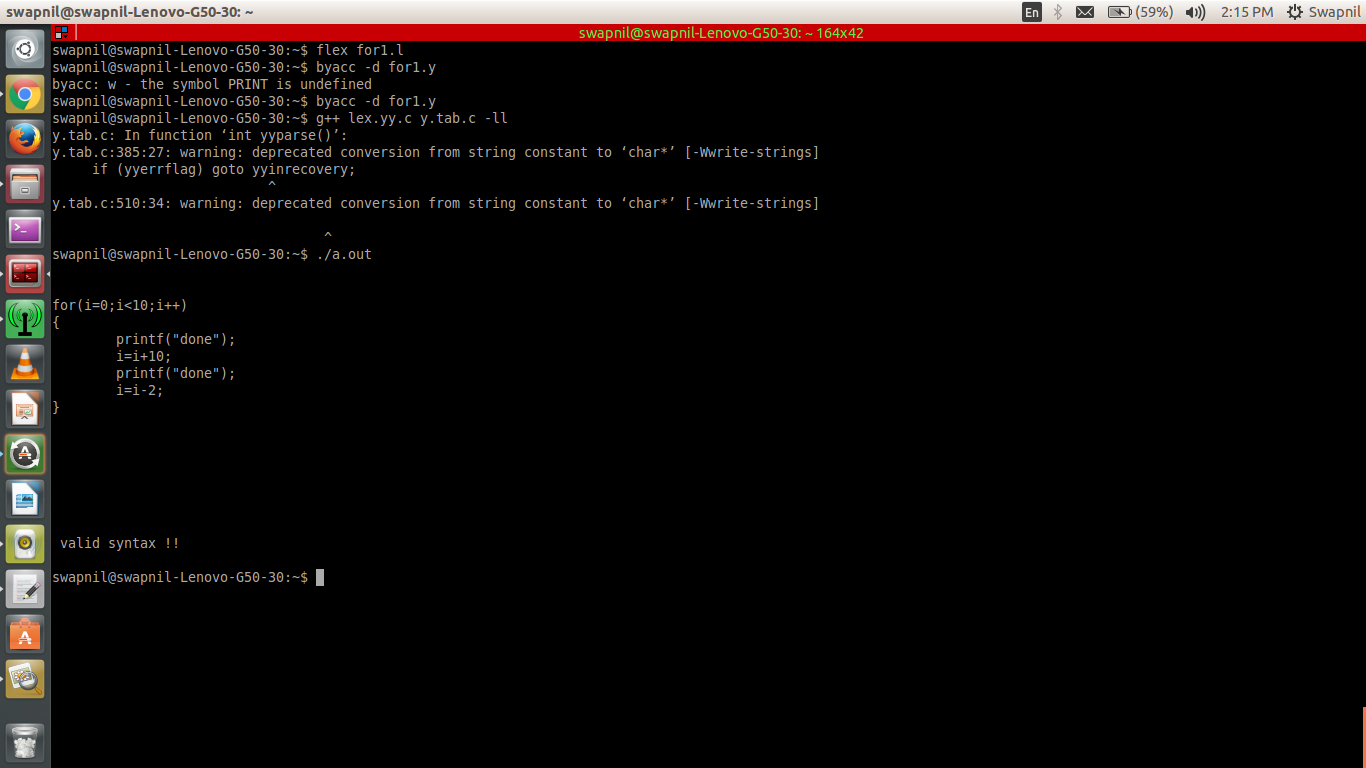 swapnil@swapnil-Lenovo-G50-30: ~
En (59%) 2:15 PM Swapnil
swapnil@swapnil-Lenovo-G50-30: ~ 164x42
swapnil@swapnil-Lenovo-G50-30:~$ flex for1.l
swapnil@swapnil-Lenovo-G50-30:~$ byacc -d for1.y
byacc: w - the symbol PRINT is undefined
swapnil@swapnil-Lenovo-G50-30:~$ byacc -d for1.y
swapnil@swapnil-Lenovo-G50-30:~$ g++ lex.yy.c y.tab.c -ll
y.tab.c: In function ‘int yyparse()’:
y.tab.c:385:27: warning: deprecated conversion from string constant to ‘char*’ [-Wwrite-strings]
     if (yyerrflag) goto yyinrecovery;
                           ^
y.tab.c:510:34: warning: deprecated conversion from string constant to ‘char*’ [-Wwrite-strings]
                                  ^
swapnil@swapnil-Lenovo-G50-30:~$ ./a.out
for(i=0;i<10;i++)
{
        printf("done");
        i=i+10;
        printf("done");
        i=i-2;
}
 valid syntax !!
swapnil@swapnil-Lenovo-G50-30:~$